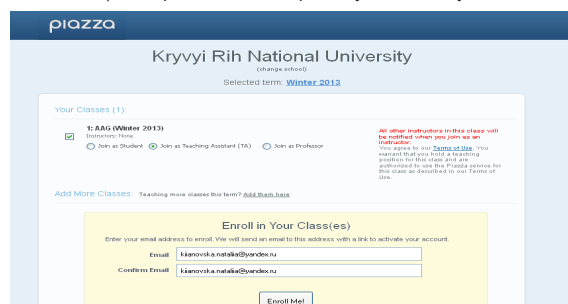 piazza
Kryvyi Rih National University
(change school)
Selected term: Winter 2013
Your Classes (1):
1: AAG (Winter 2013)
Instructors: None
Join as Student Join as Teaching Assistant (TA) Join as Professor
All other instructors in this class will
be notified when you join as an
instructor.
You agree to our Terms of Use. You
warrant that you hold a teaching
position for this class and are
authorized to use the Piazza service for
this class as described in our Terms of
Use.
Add More Classes: Teaching more classes this term? Add them here
Enroll in Your Class(es)
Enter your email address to enroll. We will send an email to this address with a link to activate your account.
Email kiianovska.nataliia@yandex.ru
Confirm Email kiianovska.nataliia@yandex.ru
Enroll Me!